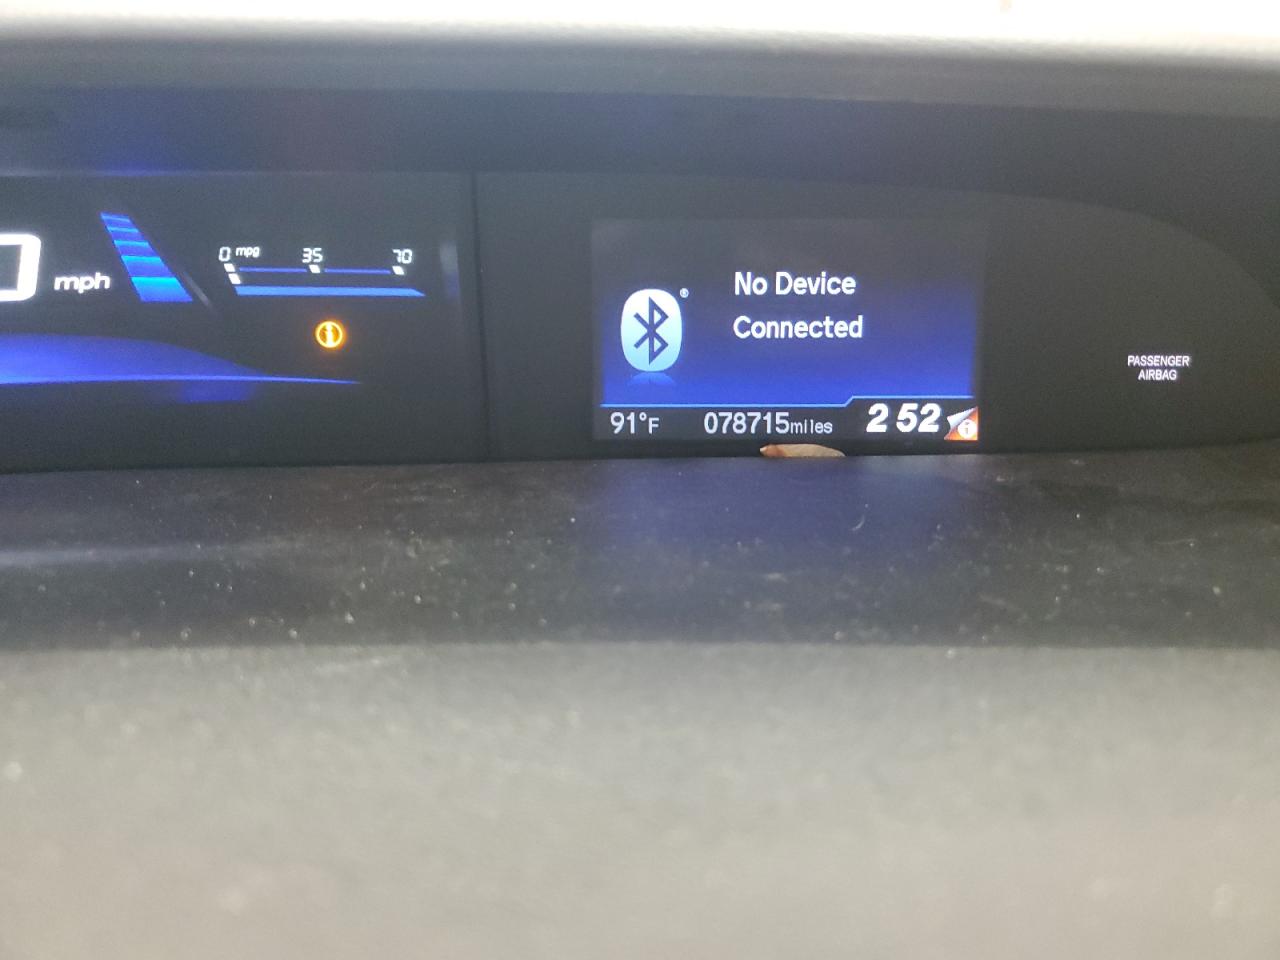 0 mpg 35 70
mph
No Device
Connected
91°F 078715miles 2 52
PASSENGER
AIRBAG